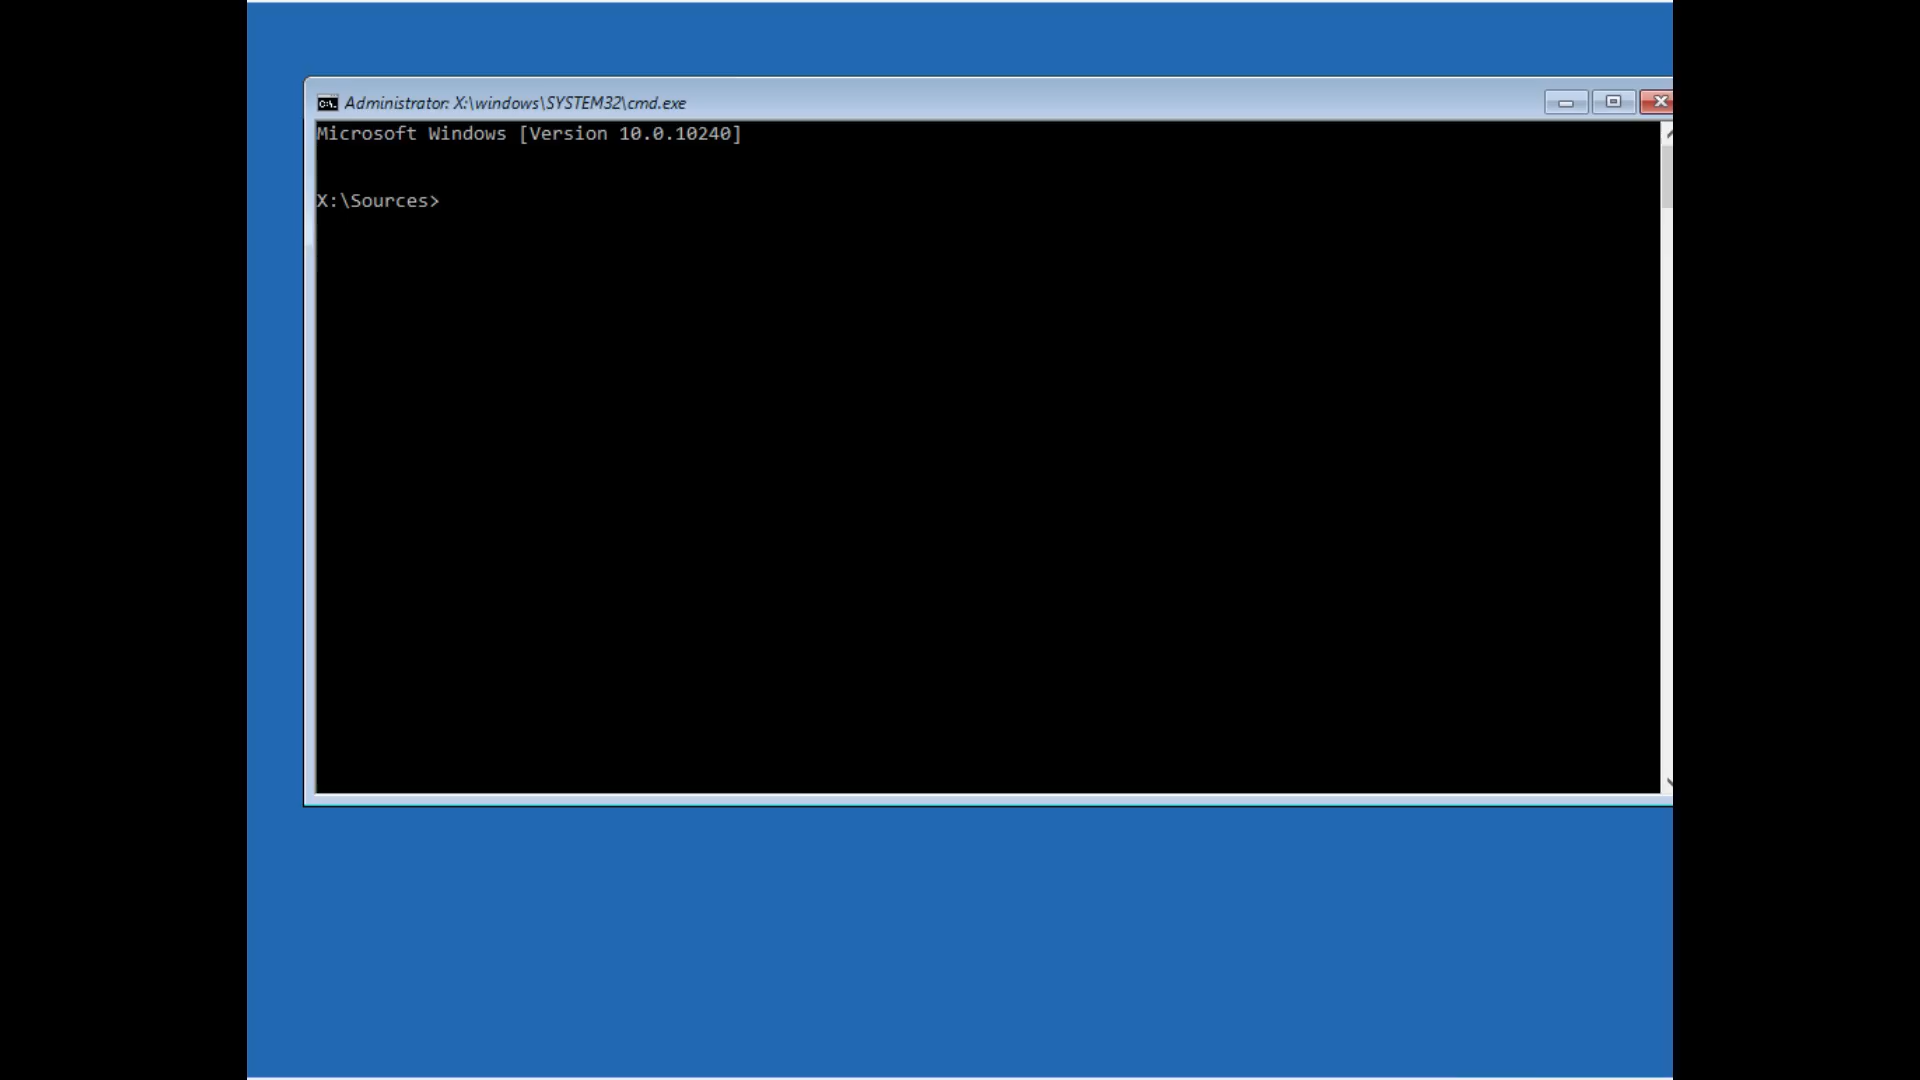 Administrator: X:\windows\SYSTEM32\cmd.exe
Microsoft Windows [Version 10.0.10240]
X:\Sources>